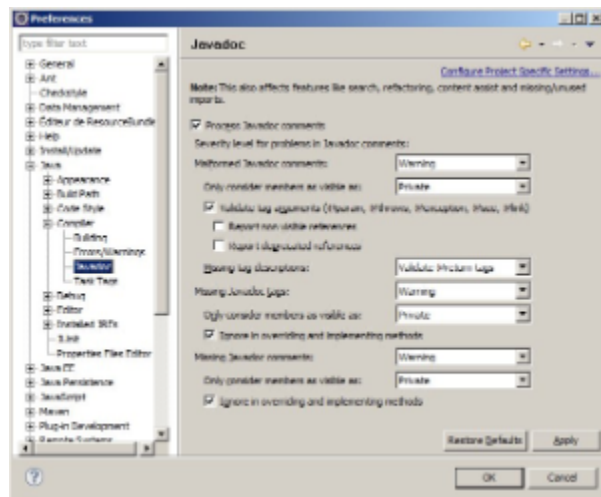 Preferences
type filter text
General
Ant
Checkstyle
Data Management
Éditeur de ResourceBundle
Help
Install/Update
Java
Appearance
Build Path
Code Style
Compiler
Building
Errors/Warnings
Javadoc
Task Tags
Debug
Editor
Installed JREs
JUnit
Properties Files Editor
Java EE
Java Persistence
JavaScript
Maven
Plug-in Development
Remote Systems
Javadoc
Configure Project Specific Settings...
Note: This also affects features like search, refactoring, content assist and missing/unused
imports.
Process Javadoc comments
Severity level for problems in Javadoc comments:
Malformed Javadoc comments: Warning
Only consider members as visible as: Private
Validate tag arguments (@param, @throws, @exception, @see, @link)
Report non visible references
Report deprecated references
Missing tag descriptions: Validate @return tags
Missing Javadoc tags: Warning
Only consider members as visible as: Private
Ignore in overriding and implementing methods
Missing Javadoc comments: Warning
Only consider members as visible as: Private
Ignore in overriding and implementing methods
Restore Defaults Apply
OK Cancel